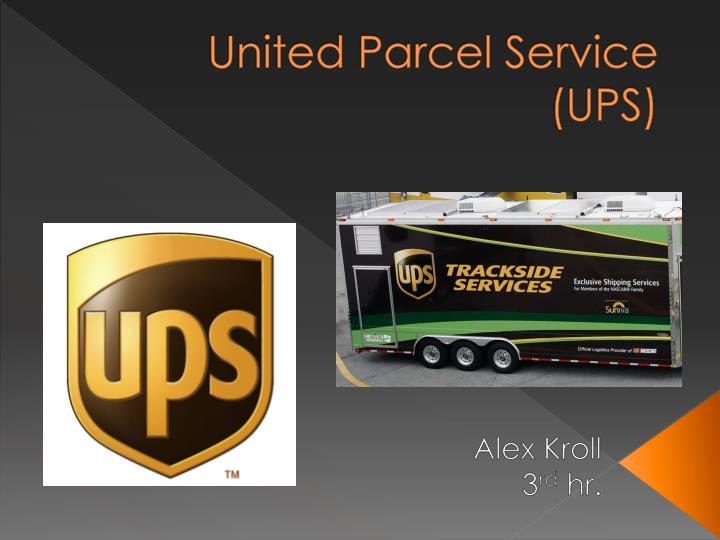 United Parcel Service
(UPS)
ups
TM
ups
TRACKSIDE
SERVICES
Exclusive Shipping Services
For Members of the NASCAR® Family
Suniva
Official Logistics Provider of NASCAR
Alex Kroll
3rd hr.